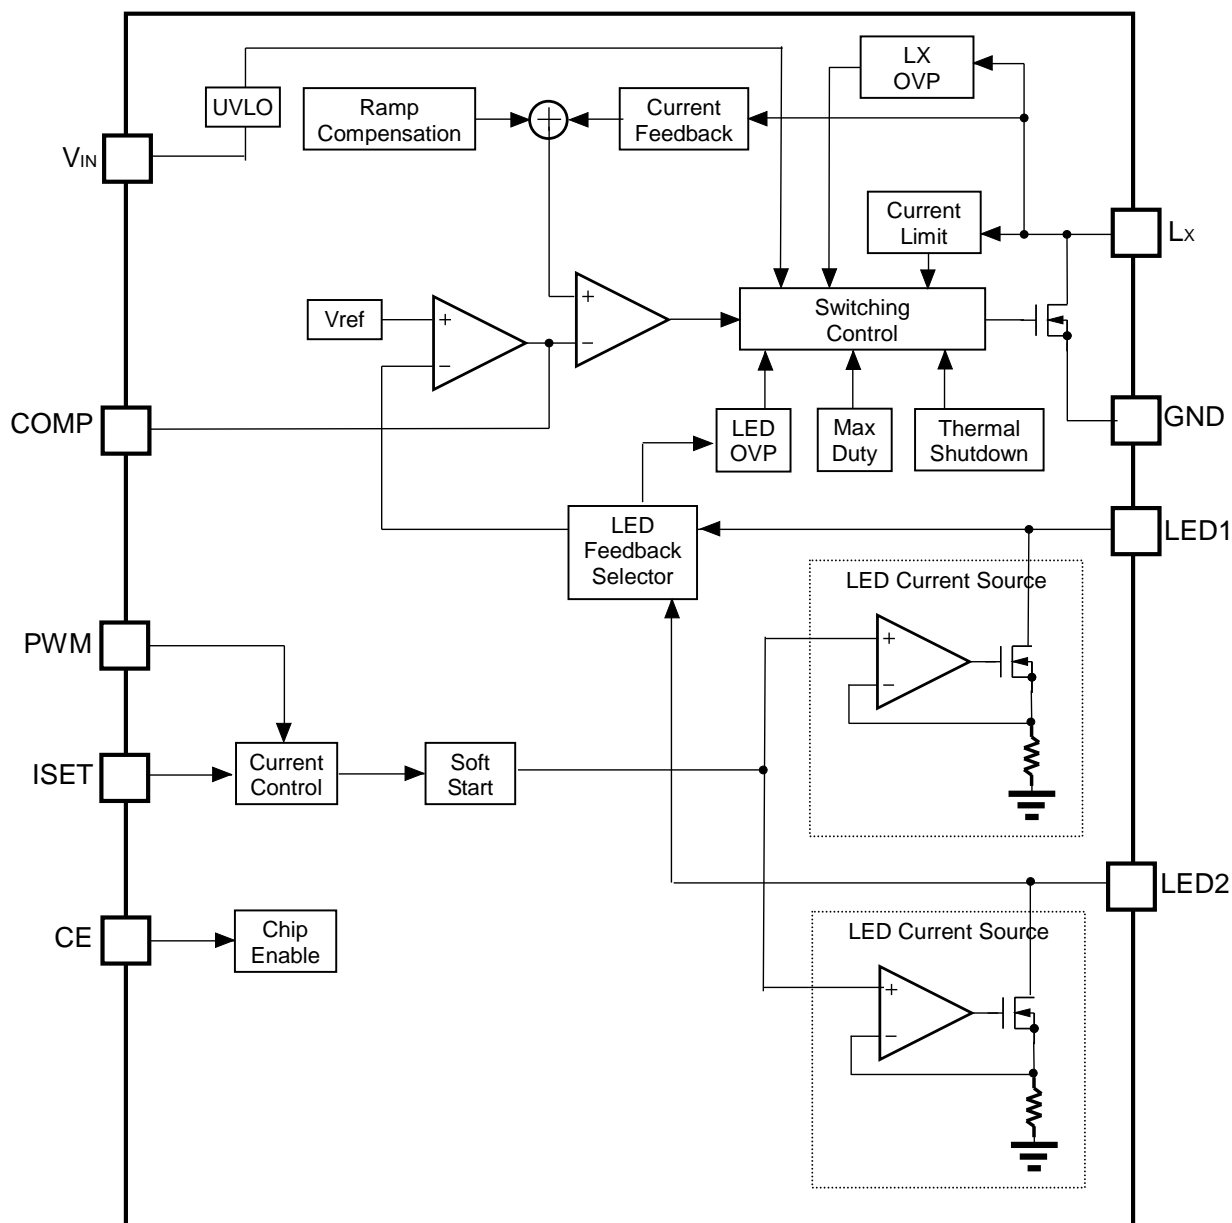 LX
OVP
UVLO
Ramp
Compensation
Current
Feedback
VIN
Current
Limit
LX
Vref
+
−
+
−
Switching
Control
COMP
LED
OVP
Max
Duty
Thermal
Shutdown
GND
LED
Feedback
Selector
LED1
LED Current Source
PWM
+
−
ISET
Current
Control
Soft
Start
LED2
CE
Chip
Enable
LED Current Source
+
−